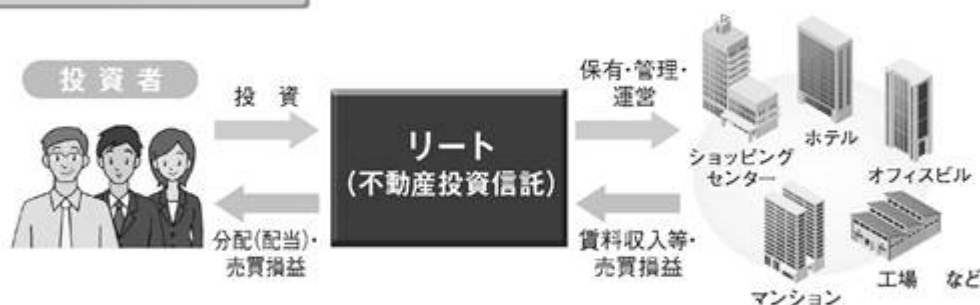 投資者
投 資
分配(配当)・
売買損益
リート
(不動産投資信託)
保有・管理・
運営
賃料収入等・
売買損益
ショッピング
センター
ホテル
オフィスビル
マンション
工場 など